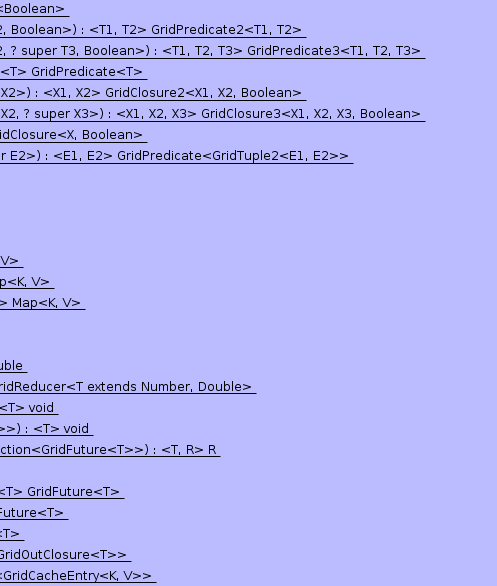 <Boolean>
2, Boolean>) : <T1, T2> GridPredicate2<T1, T2>
2, ? super T3, Boolean>) : <T1, T2, T3> GridPredicate3<T1, T2, T3>
<T> GridPredicate<T>
X2>) : <X1, X2> GridClosure2<X1, X2, Boolean>
X2, ? super X3>) : <X1, X2, X3> GridClosure3<X1, X2, X3, Boolean>
idClosure<X, Boolean>
r E2>) : <E1, E2> GridPredicate<GridTuple2<E1, E2>>
V>
p<K, V>
> Map<K, V>
uble
ridReducer<T extends Number, Double>
<T> void
>>) : <T> void
ction<GridFuture<T>>) : <T, R> R
<T> GridFuture<T>
Future<T>
<T>
GridOutClosure<T>>
<GridCacheEntry<K, V>>